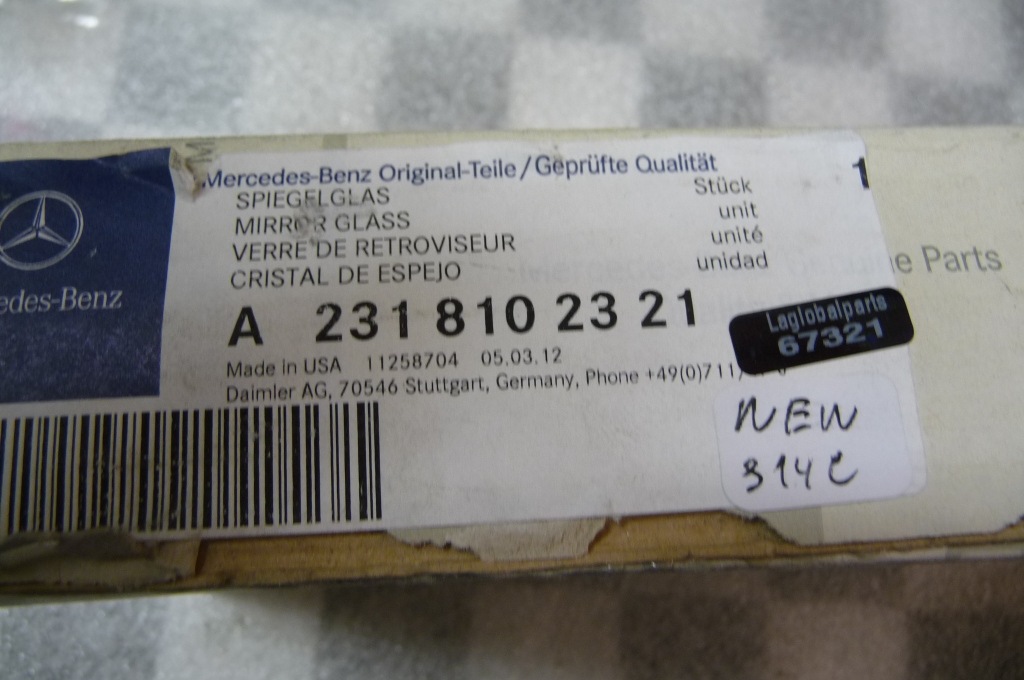 Mercedes-Benz Original-Teile/Geprüfte Qualität
SPIEGELGLAS Stück 1
MIRROR GLASS unit
VERRE DE RETROVISEUR unité
CRISTAL DE ESPEJO unidad
e Parts
edes-Benz
A 231 810 23 21
Laglobalparts
67321
Made in USA 11258704 05.03.12
Daimler AG, 70546 Stuttgart, Germany, Phone +49(0)711/
NEW
314C